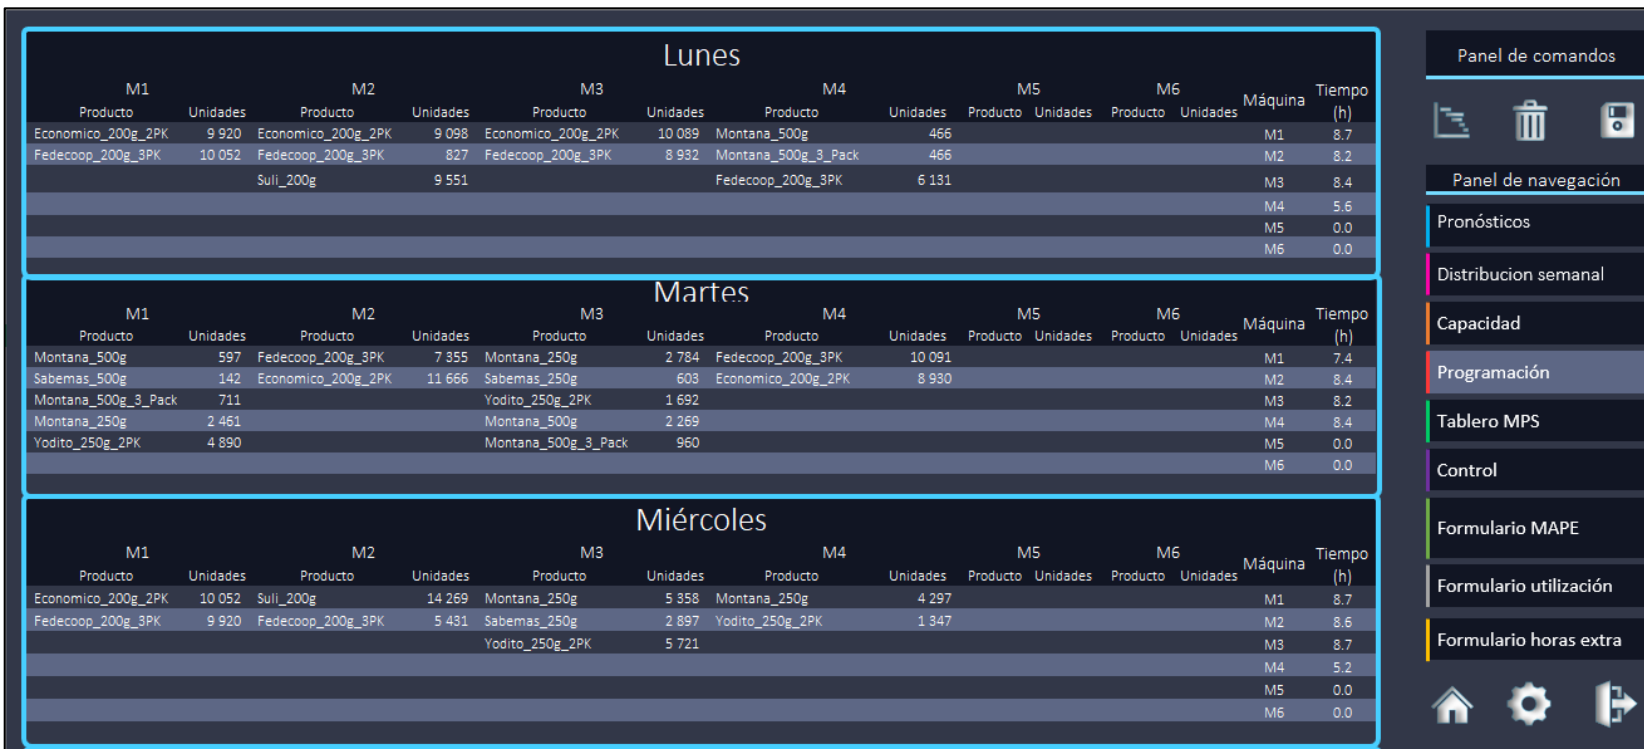 Lunes
M1 M2 M3 M4 M5 M6 Máquina Tiempo (h)
Producto Unidades Producto Unidades Producto Unidades Producto Unidades Producto Unidades Producto Unidades
Economico_200g_2PK 9 920 Economico_200g_2PK 9 098 Economico_200g_2PK 10 089 Montana_500g 466 M1 8.7
Fedecoop_200g_3PK 10 052 Fedecoop_200g_3PK 827 Fedecoop_200g_3PK 8 932 Montana_500g_3_Pack 466 M2 8.2
Suli_200g 9 551 Fedecoop_200g_3PK 6 131 M3 8.4
M4 5.6
M5 0.0
M6 0.0
Martes
M1 M2 M3 M4 M5 M6 Máquina Tiempo (h)
Producto Unidades Producto Unidades Producto Unidades Producto Unidades Producto Unidades Producto Unidades
Montana_500g 597 Fedecoop_200g_3PK 7 355 Montana_250g 2 784 Fedecoop_200g_3PK 10 091 M1 7.4
Sabemas_500g 142 Economico_200g_2PK 11 666 Sabemas_250g 603 Economico_200g_2PK 8 930 M2 8.4
Montana_500g_3_Pack 711 Yodito_250g_2PK 1 692 M3 8.2
Montana_250g 2 461 Montana_500g 2 269 M4 8.4
Yodito_250g_2PK 4 890 Montana_500g_3_Pack 960 M5 0.0
M6 0.0
Miércoles
M1 M2 M3 M4 M5 M6 Máquina Tiempo (h)
Producto Unidades Producto Unidades Producto Unidades Producto Unidades Producto Unidades Producto Unidades
Economico_200g_2PK 10 052 Suli_200g 14 269 Montana_250g 5 358 Montana_250g 4 297 M1 8.7
Fedecoop_200g_3PK 9 920 Fedecoop_200g_3PK 5 431 Sabemas_250g 2 897 Yodito_250g_2PK 1 347 M2 8.6
Yodito_250g_2PK 5 721 M3 8.7
M4 5.2
M5 0.0
M6 0.0
Panel de comandos
Panel de navegación
Pronósticos
Distribucion semanal
Capacidad
Programación
Tablero MPS
Control
Formulario MAPE
Formulario utilización
Formulario horas extra